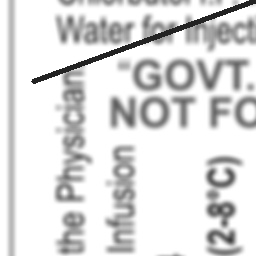 Water for Injecti
"GOVT.
NOT FO
the Physician
Infusion
(2-8°C)